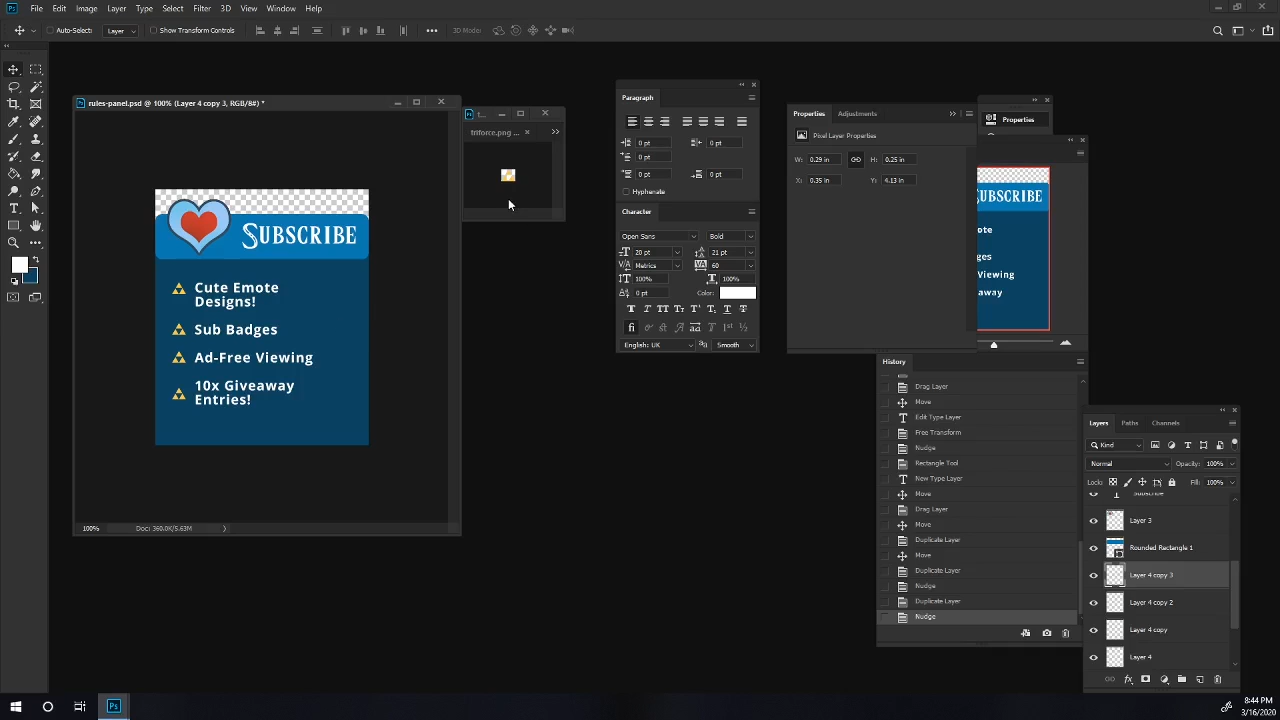 File Edit Image Layer Type Select Filter 3D View Window Help
Auto-Select: Layer Show Transform Controls 3D Mode:
rules-panel.psd @ 100% (Layer 4 copy 3, RGB/8#) *
Subscribe
Cute Emote
Designs!
Sub Badges
Ad-Free Viewing
10x Giveaway
Entries!
100% Doc: 360.0K/5.63M
triforce.png ...
Paragraph
0 pt 0 pt
0 pt
0 pt 0 pt
Hyphenate
Character
Open Sans Bold
20 pt 21 pt
Metrics 60
100% 100%
0 pt Color:
English: UK Smooth
Properties Adjustments
Pixel Layer Properties
W: 0.29 in H: 0.25 in
X: 0.35 in Y: 4.13 in
Properties
Subscribe
ote
ges
Viewing
away
History
Drag Layer
Move
Edit Type Layer
Free Transform
Nudge
Rectangle Tool
New Type Layer
Move
Drag Layer
Move
Duplicate Layer
Move
Duplicate Layer
Nudge
Duplicate Layer
Nudge
Layers Paths Channels
Kind
Normal Opacity: 100%
Lock: Fill: 100%
Subscribe
Layer 3
Rounded Rectangle 1
Layer 4 copy 3
Layer 4 copy 2
Layer 4 copy
Layer 4
8:44 PM
3/16/2020